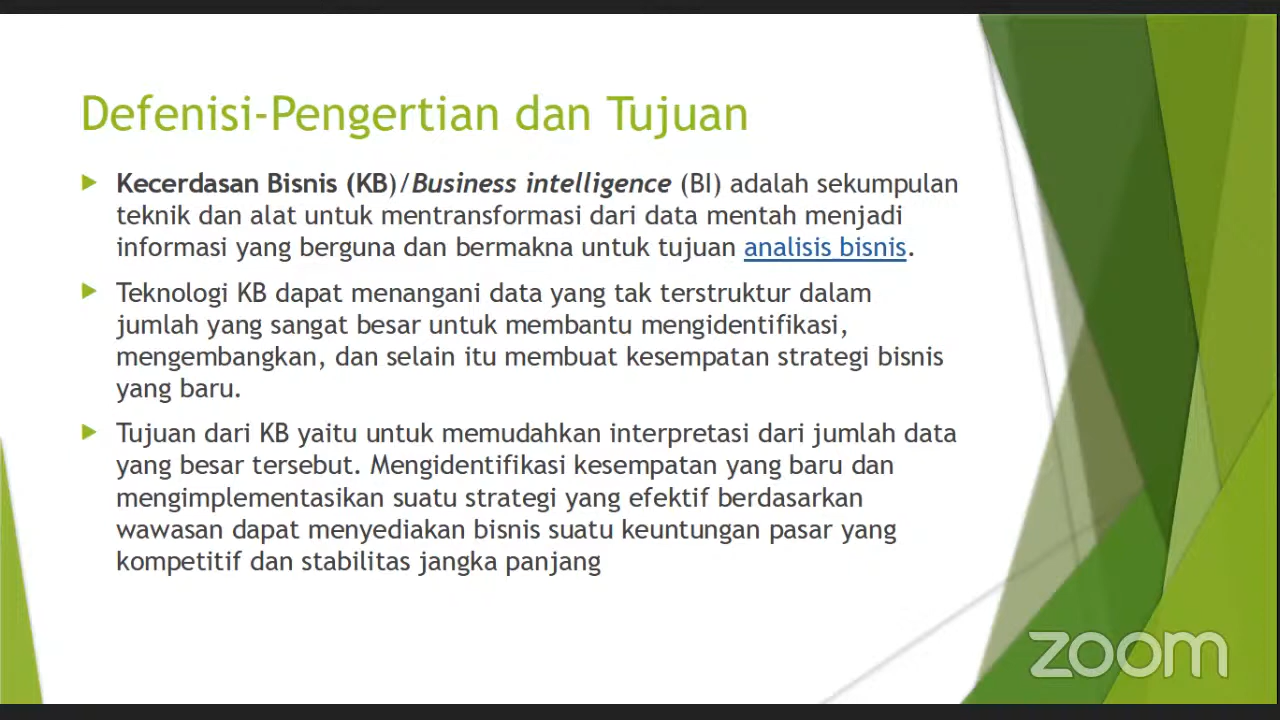 Defenisi-Pengertian dan Tujuan
Kecerdasan Bisnis (KB)/Business intelligence (BI) adalah sekumpulan
teknik dan alat untuk mentransformasi dari data mentah menjadi
informasi yang berguna dan bermakna untuk tujuan analisis bisnis.
Teknologi KB dapat menangani data yang tak terstruktur dalam
jumlah yang sangat besar untuk membantu mengidentifikasi,
mengembangkan, dan selain itu membuat kesempatan strategi bisnis
yang baru.
Tujuan dari KB yaitu untuk memudahkan interpretasi dari jumlah data
yang besar tersebut. Mengidentifikasi kesempatan yang baru dan
mengimplementasikan suatu strategi yang efektif berdasarkan
wawasan dapat menyediakan bisnis suatu keuntungan pasar yang
kompetitif dan stabilitas jangka panjang
zoom